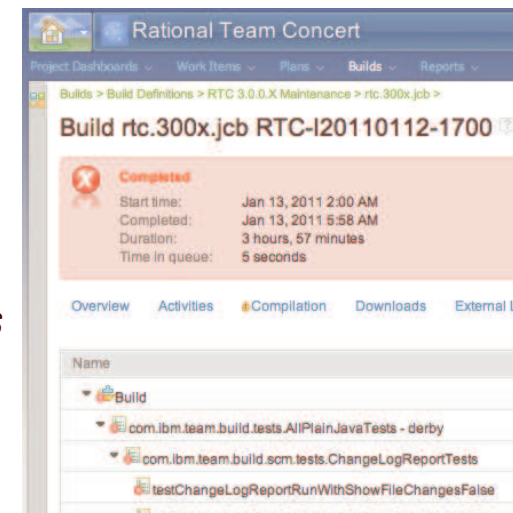 Rational Team Concert
Project Dashboards Work Items Plans Builds Reports
Builds > Build Definitions > RTC 3.0.0.X Maintenance > rtc.300x.jcb >
Build rtc.300x.jcb RTC-I20110112-1700
Completed
Start time: Jan 13, 2011 2:00 AM
Completed: Jan 13, 2011 5:58 AM
Duration: 3 hours, 57 minutes
Time in queue: 5 seconds
s
Overview Activities Compilation Downloads External L
Name
Build
com.ibm.team.build.tests.AllPlainJavaTests - derby
com.ibm.team.build.scm.tests.ChangeLogReportTests
testChangeLogReportRunWithShowFileChangesFalse